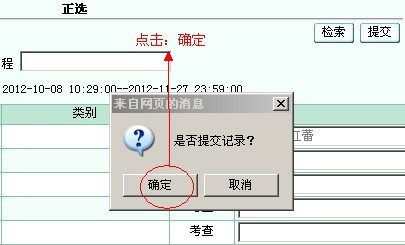 正选
点击：确定
检索 提交
程
2012-10-08 10:29:00--2012-11-27 23:59:00
类别
来自网页的消息
是否提交记录？
红蕾
确定 取消
考查